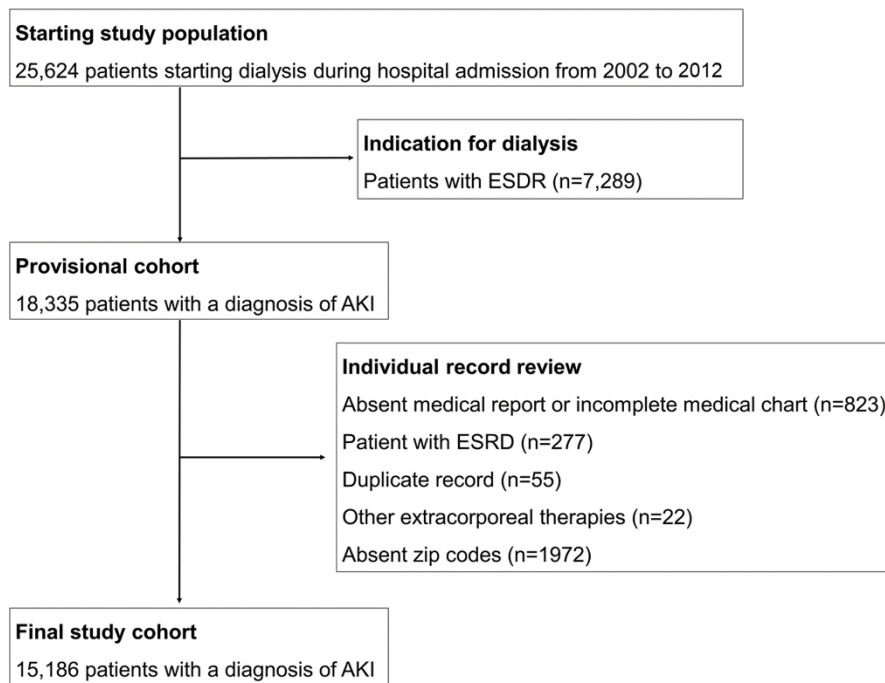 Starting study population
25,624 patients starting dialysis during hospital admission from 2002 to 2012
Indication for dialysis
Patients with ESDR (n=7,289)
Provisional cohort
18,335 patients with a diagnosis of AKI
Individual record review
Absent medical report or incomplete medical chart (n=823)
Patient with ESRD (n=277)
Duplicate record (n=55)
Other extracorporeal therapies (n=22)
Absent zip codes (n=1972)
Final study cohort
15,186 patients with a diagnosis of AKI